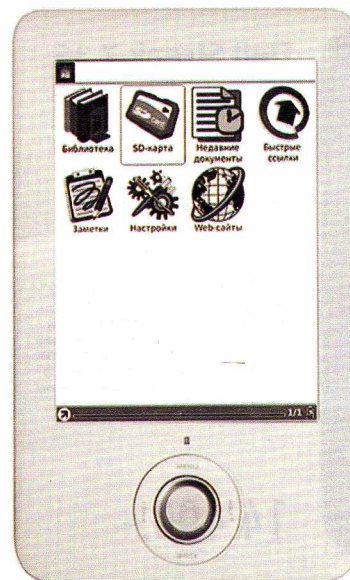 Библиотека
SD-карта
Недавние
документы
Быстрые
ссылки
Заметки
Настройки
Web-сайты
1/1